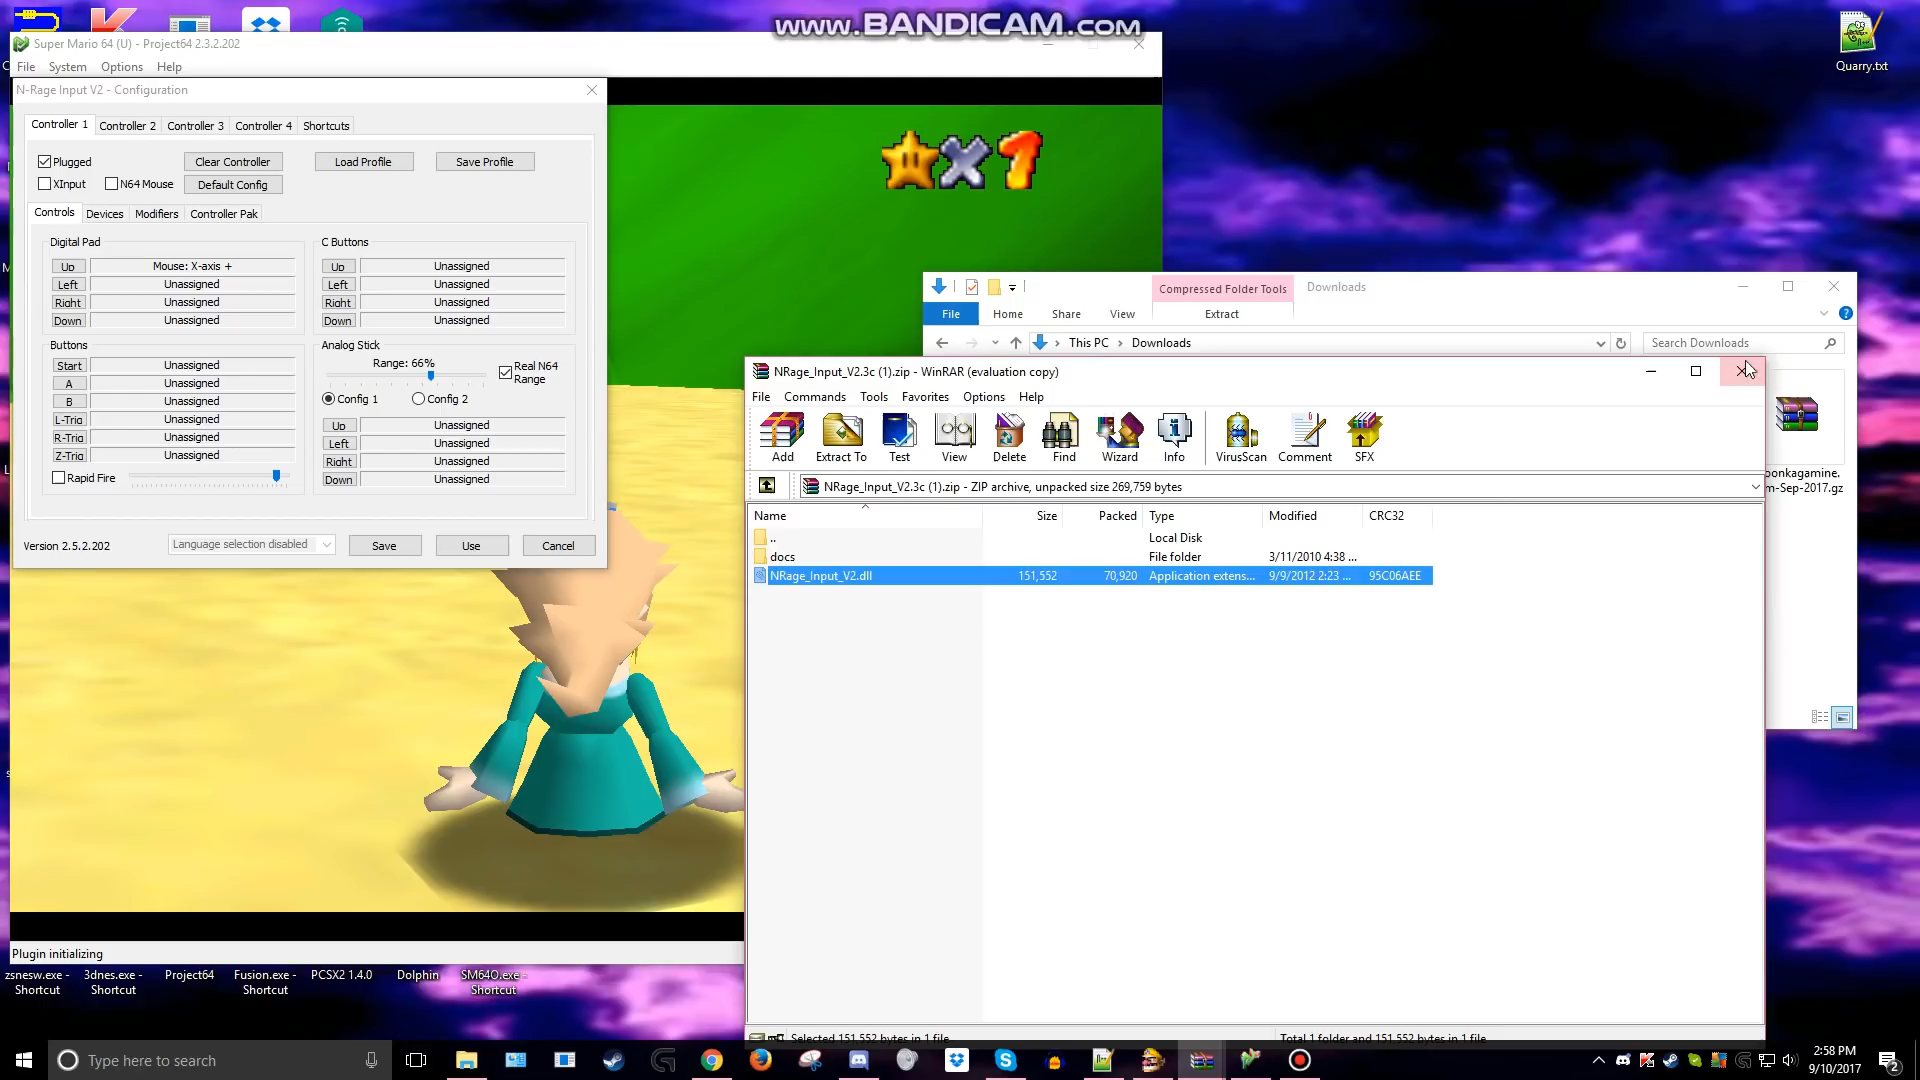 www.BANDICAM.com
Quarry.txt
Super Mario 64 (U) - Project64 2.3.2.202
File System Options Help
N-Rage Input V2 - Configuration
Controller 1 Controller 2 Controller 3 Controller 4 Shortcuts
Plugged Clear Controller Load Profile Save Profile
XInput N64 Mouse Default Config
Controls Devices Modifiers Controller Pak
Digital Pad
Up Mouse: X-axis +
Left Unassigned
Right Unassigned
Down Unassigned
C Buttons
Up Unassigned
Left Unassigned
Right Unassigned
Down Unassigned
Buttons
Start Unassigned
A Unassigned
B Unassigned
L-Trig Unassigned
R-Trig Unassigned
Z-Trig Unassigned
Rapid Fire
Analog Stick
Range: 66%
Real N64
Range
Config 1 Config 2
Up Unassigned
Left Unassigned
Right Unassigned
Down Unassigned
Version 2.5.2.202 Language selection disabled Save Use Cancel
x1
Compressed Folder Tools Downloads
File Home Share View Extract
This PC Downloads Search Downloads
oonkagamine.
m-Sep-2017.gz
NRage_Input_V2.3c (1).zip - WinRAR (evaluation copy)
File Commands Tools Favorites Options Help
Add Extract To Test View Delete Find Wizard Info VirusScan Comment SFX
NRage_Input_V2.3c (1).zip - ZIP archive, unpacked size 269,759 bytes
Name Size Packed Type Modified CRC32
.. Local Disk
docs File folder 3/11/2010 4:38 ...
NRage_Input_V2.dll 151,552 70,920 Application extens... 9/9/2012 2:23 ... 95C06AEE
Selected 151,552 bytes in 1 file Total 1 folder and 151,552 bytes in 1 file
Plugin initializing
zsnesw.exe -
Shortcut
3dnes.exe -
Shortcut
Project64
Fusion.exe -
Shortcut
PCSX2 1.4.0
Dolphin
SM64O.exe -
Shortcut
Type here to search
2:58 PM
9/10/2017
2